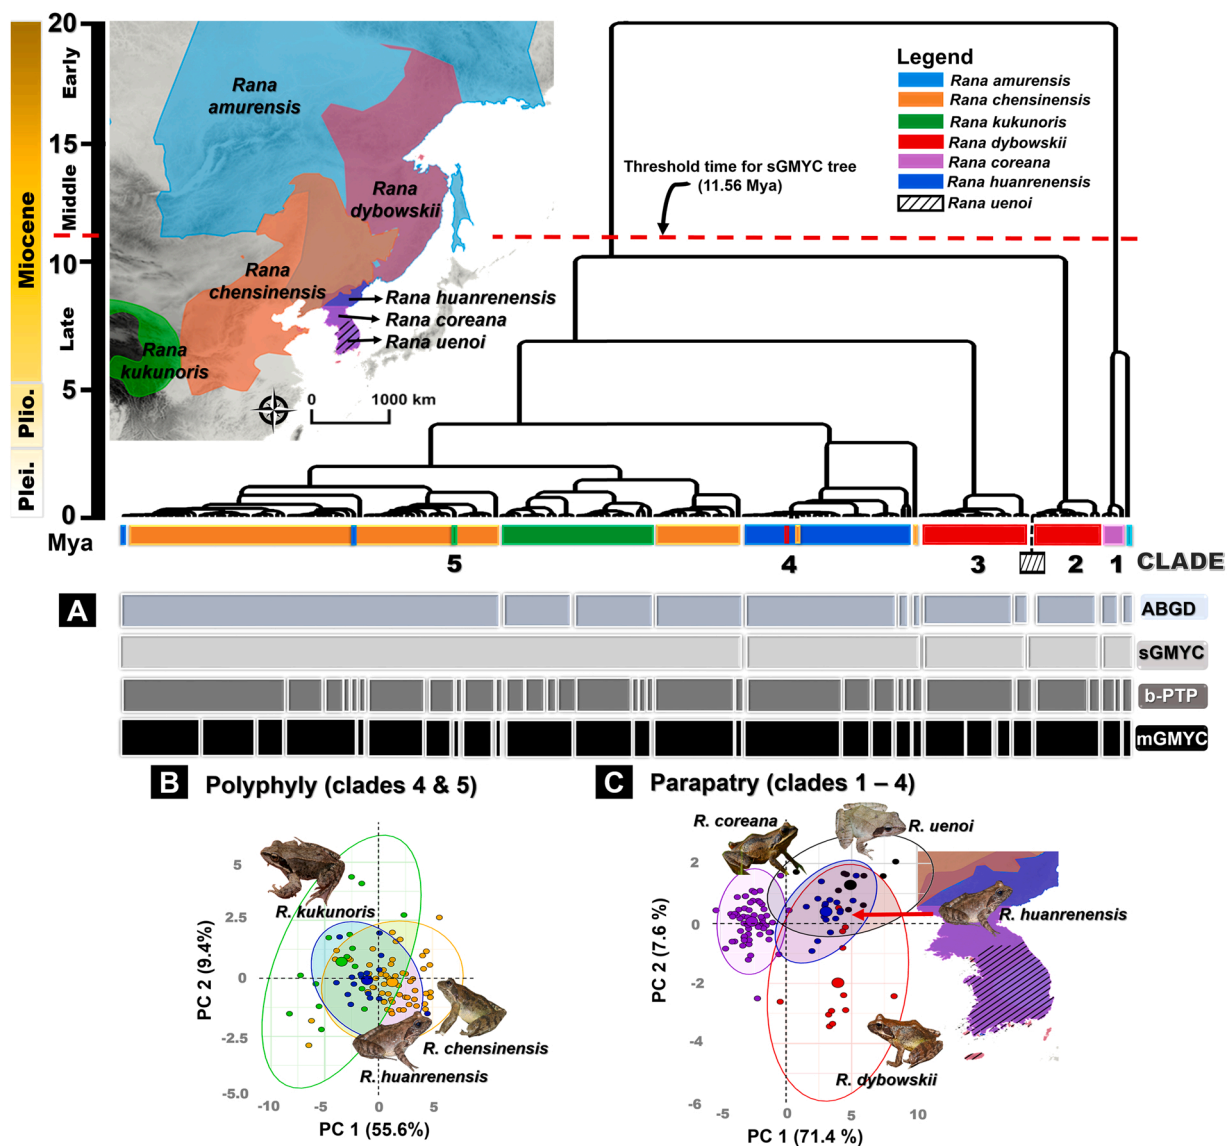 20
15
10
5
0
Mya
Early
Middle
Late
Miocene
Plio.
Plei.
Rana
amurensis
Rana
dybowskii
Rana
chensinensis
Rana huanrenensis
Rana coreana
Rana uenoi
Rana
kukunoris
0 1000 km
Legend
Rana amurensis
Rana chensinensis
Rana kukunoris
Rana dybowskii
Rana coreana
Rana huanrenensis
Rana uenoi
Threshold time for sGMYC tree
(11.56 Mya)
5 4 3 2 1 CLADE
A
ABGD
sGMYC
b-PTP
mGMYC
B Polyphyly (clades 4 & 5)
5
2.5
0
-2.5
-5.0
PC 2 (9.4%)
R. kukunoris
R. chensinensis
R. huanrenensis
-10 -5 0 5
PC 1 (55.6%)
C Parapatry (clades 1 – 4)
R. coreana
R. uenoi
R. huanrenensis
R. dybowskii
2
0
-2
-4
-6
PC 2 (7.6 %)
-5 0 5 10
PC 1 (71.4 %)